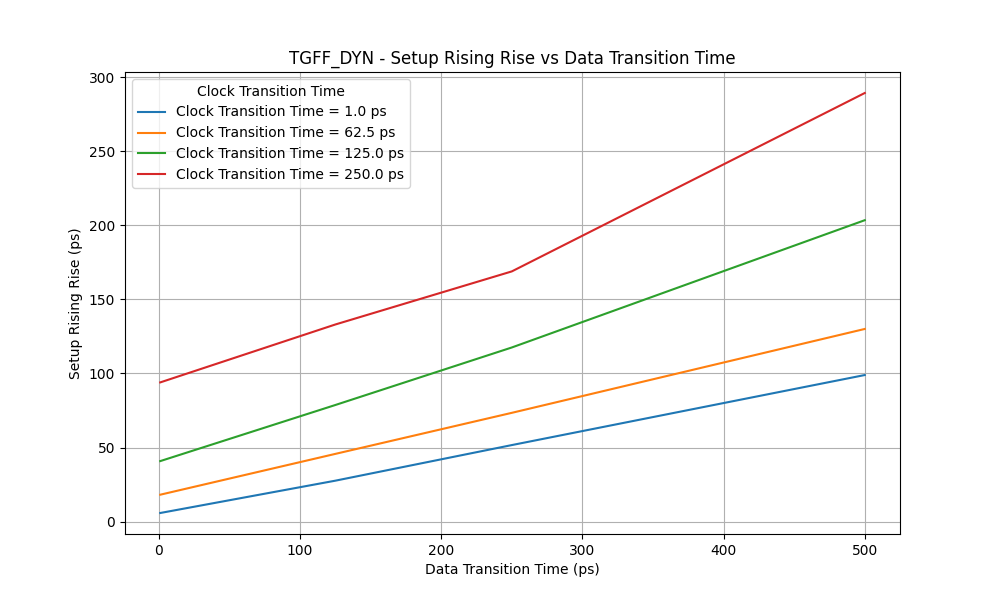 TGFF_DYN - Setup Rising Rise vs Data Transition Time
Clock Transition Time
Clock Transition Time = 1.0 ps
Clock Transition Time = 62.5 ps
Clock Transition Time = 125.0 ps
Clock Transition Time = 250.0 ps
Setup Rising Rise (ps)
300
250
200
150
100
50
0
0 100 200 300 400 500
Data Transition Time (ps)